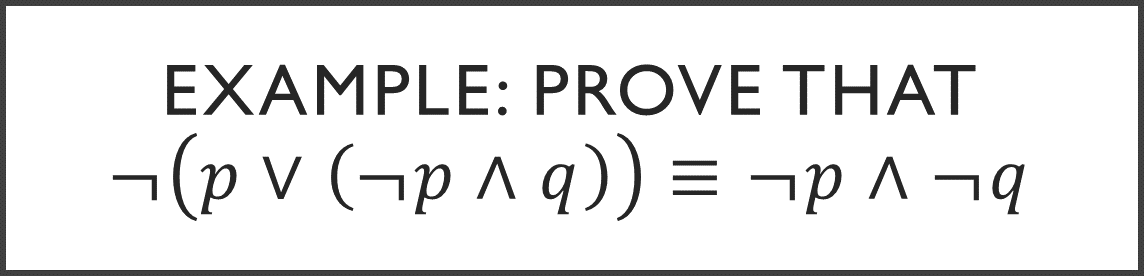 EXAMPLE: PROVE THAT
¬(p ∨ (¬p ∧ q)) ≡ ¬p ∧ ¬q